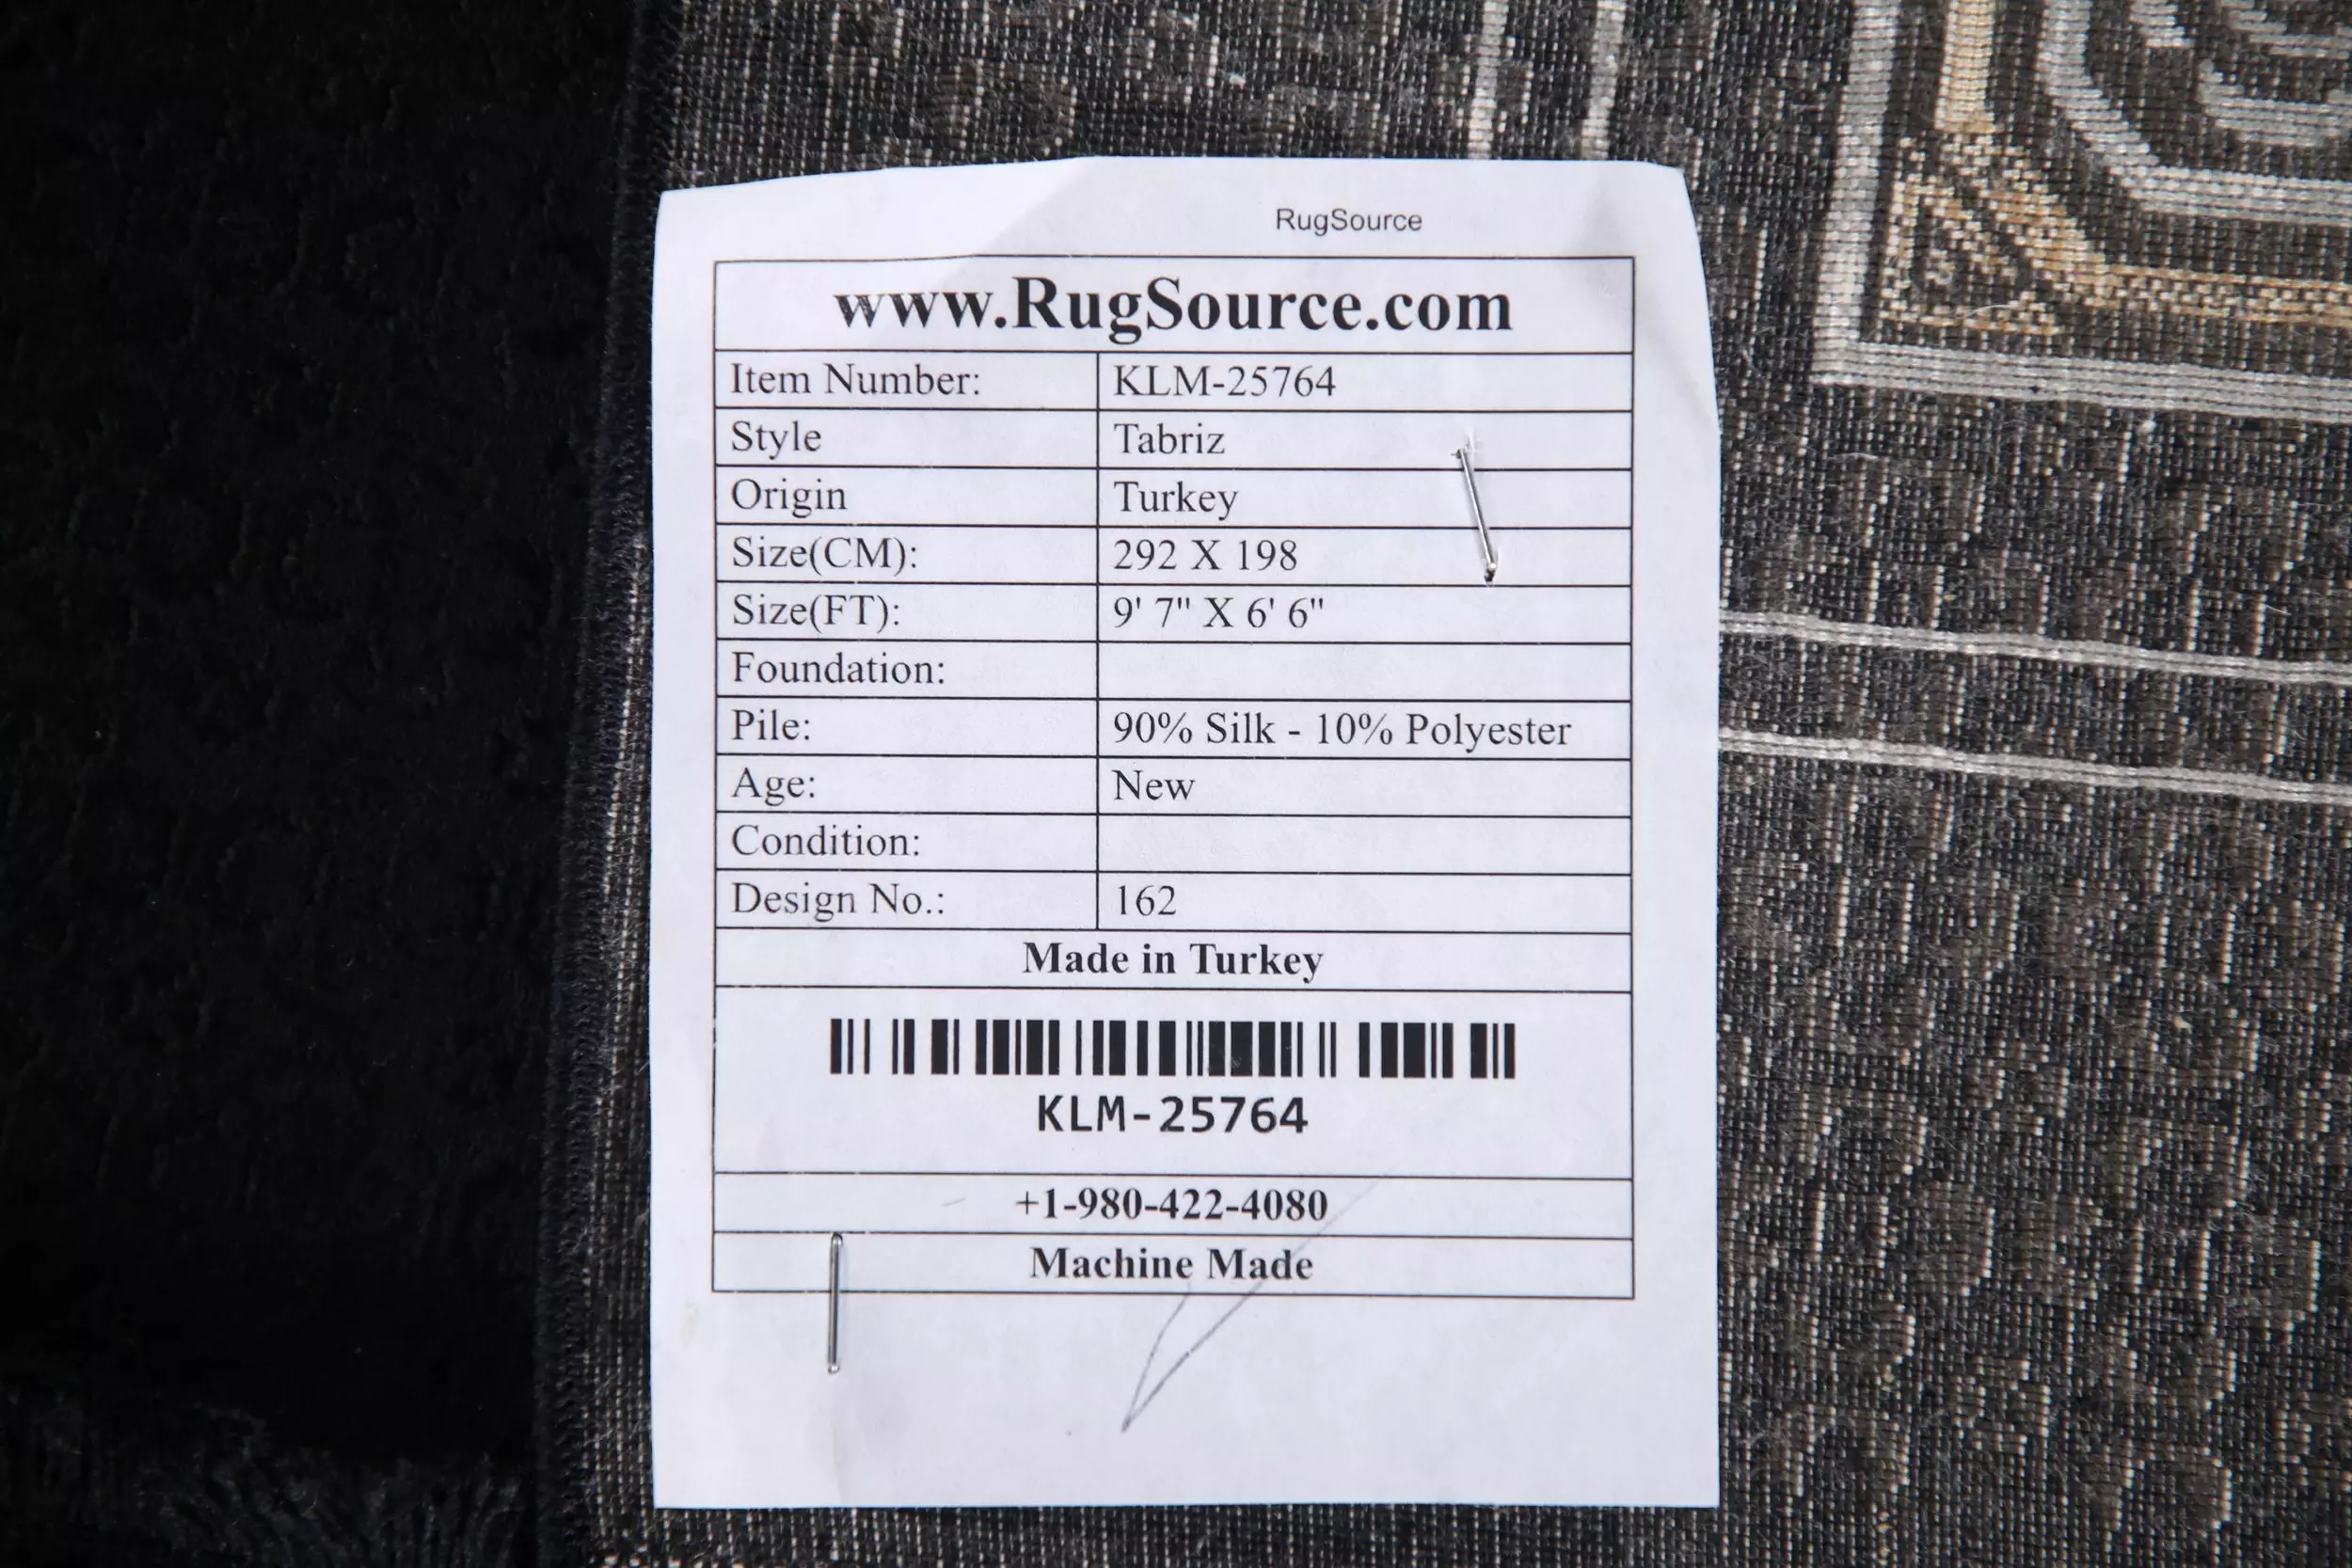 RugSource
www.RugSource.com
Item Number: KLM-25764
Style Tabriz
Origin Turkey
Size(CM): 292 X 198
Size(FT): 9' 7" X 6' 6"
Foundation:
Pile: 90% Silk - 10% Polyester
Age: New
Condition:
Design No.: 162
Made in Turkey
KLM-25764
+1-980-422-4080
Machine Made